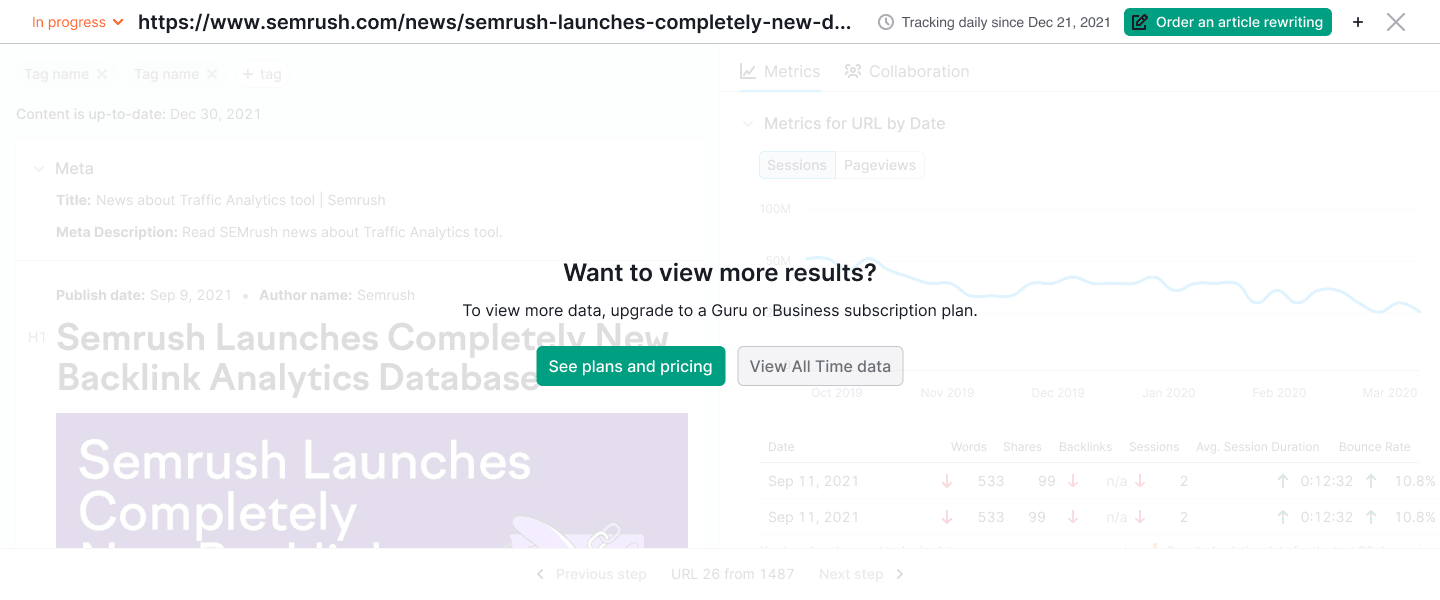 In progress
https://www.semrush.com/news/semrush-launches-completely-new-d...
Tracking daily since Dec 21, 2021
Order an article rewriting
Tag name
Tag name
+ tag
Content is up-to-date: Dec 30, 2021
Meta
Title: News about Traffic Analytics tool | Semrush
Meta Description: Read SEMrush news about Traffic Analytics tool.
Publish date: Sep 9, 2021 • Author name: Semrush
H1
Semrush Launches Completely New
Backlink Analytics Database
Semrush Launches
Completely
Metrics
Collaboration
Metrics for URL by Date
Sessions
Pageviews
100M
50M
Want to view more results?
To view more data, upgrade to a Guru or Business subscription plan.
See plans and pricing
View All Time data
Oct 2019 Nov 2019 Dec 2019 Jan 2020 Feb 2020 Mar 2020
Date Words Shares Backlinks Sessions Avg. Session Duration Bounce Rate
Sep 11, 2021 ↓ 533 99 ↓ n/a ↓ 2 ↑ 0:12:32 ↑ 10.8%
Sep 11, 2021 ↓ 533 99 ↓ n/a ↓ 2 ↑ 0:12:32 ↑ 10.8%
Previous step
URL 26 from 1487
Next step